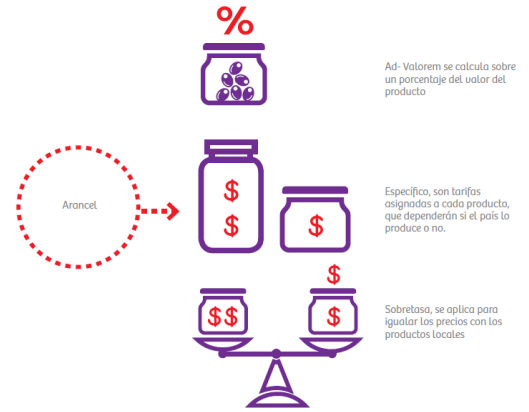 %
Ad- Valorem se calcula sobre
un porcentaje del valor del
producto
Arancel
$
$
$
Específico, son tarifas
asignadas a cada producto,
que dependerán si el país lo
produce o no.
$
$$
$
Sobretasa, se aplica para
igualar los precios con los
productos locales